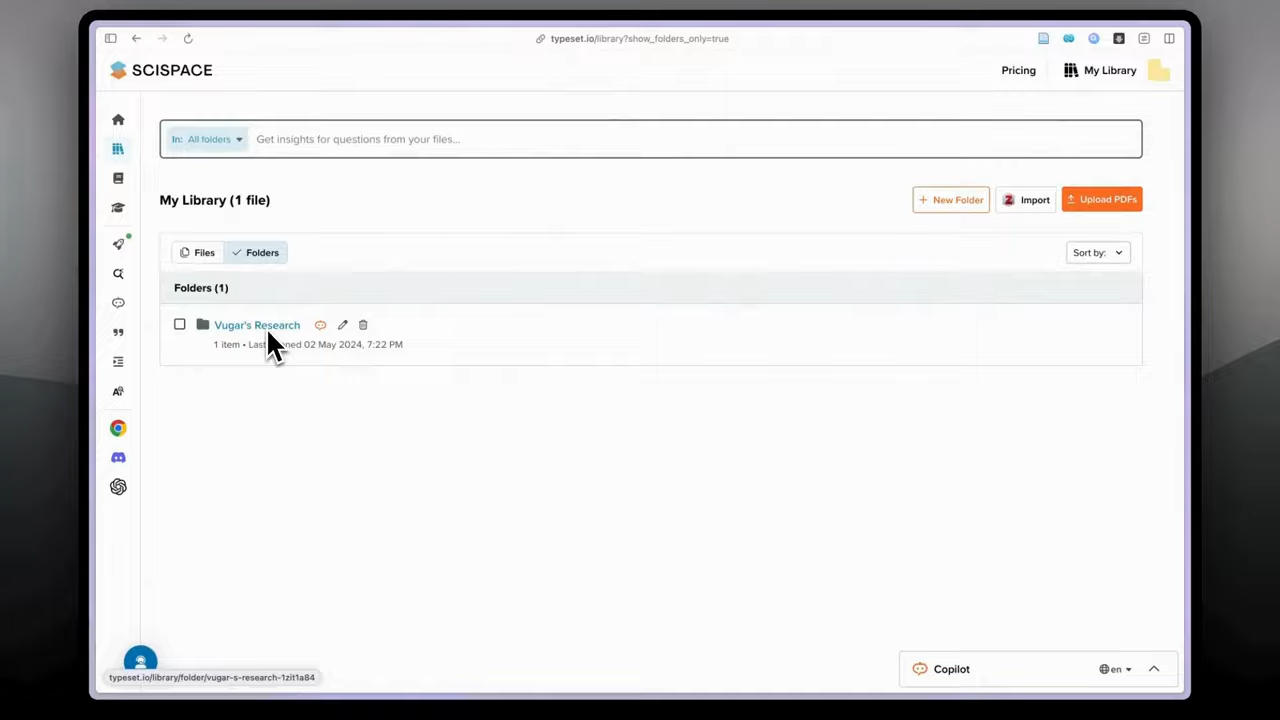 typeset.io/library?show_folders_only=true
SCISPACE
Pricing
My Library
In: All folders
Get insights for questions from your files...
My Library (1 file)
+ New Folder
Z Import
Upload PDFs
Files
Folders
Sort by:
Folders (1)
Vugar's Research
1 item • Last ned 02 May 2024, 7:22 PM
Copilot
en
typeset.io/library/folder/vugar-s-research-1zit1a84